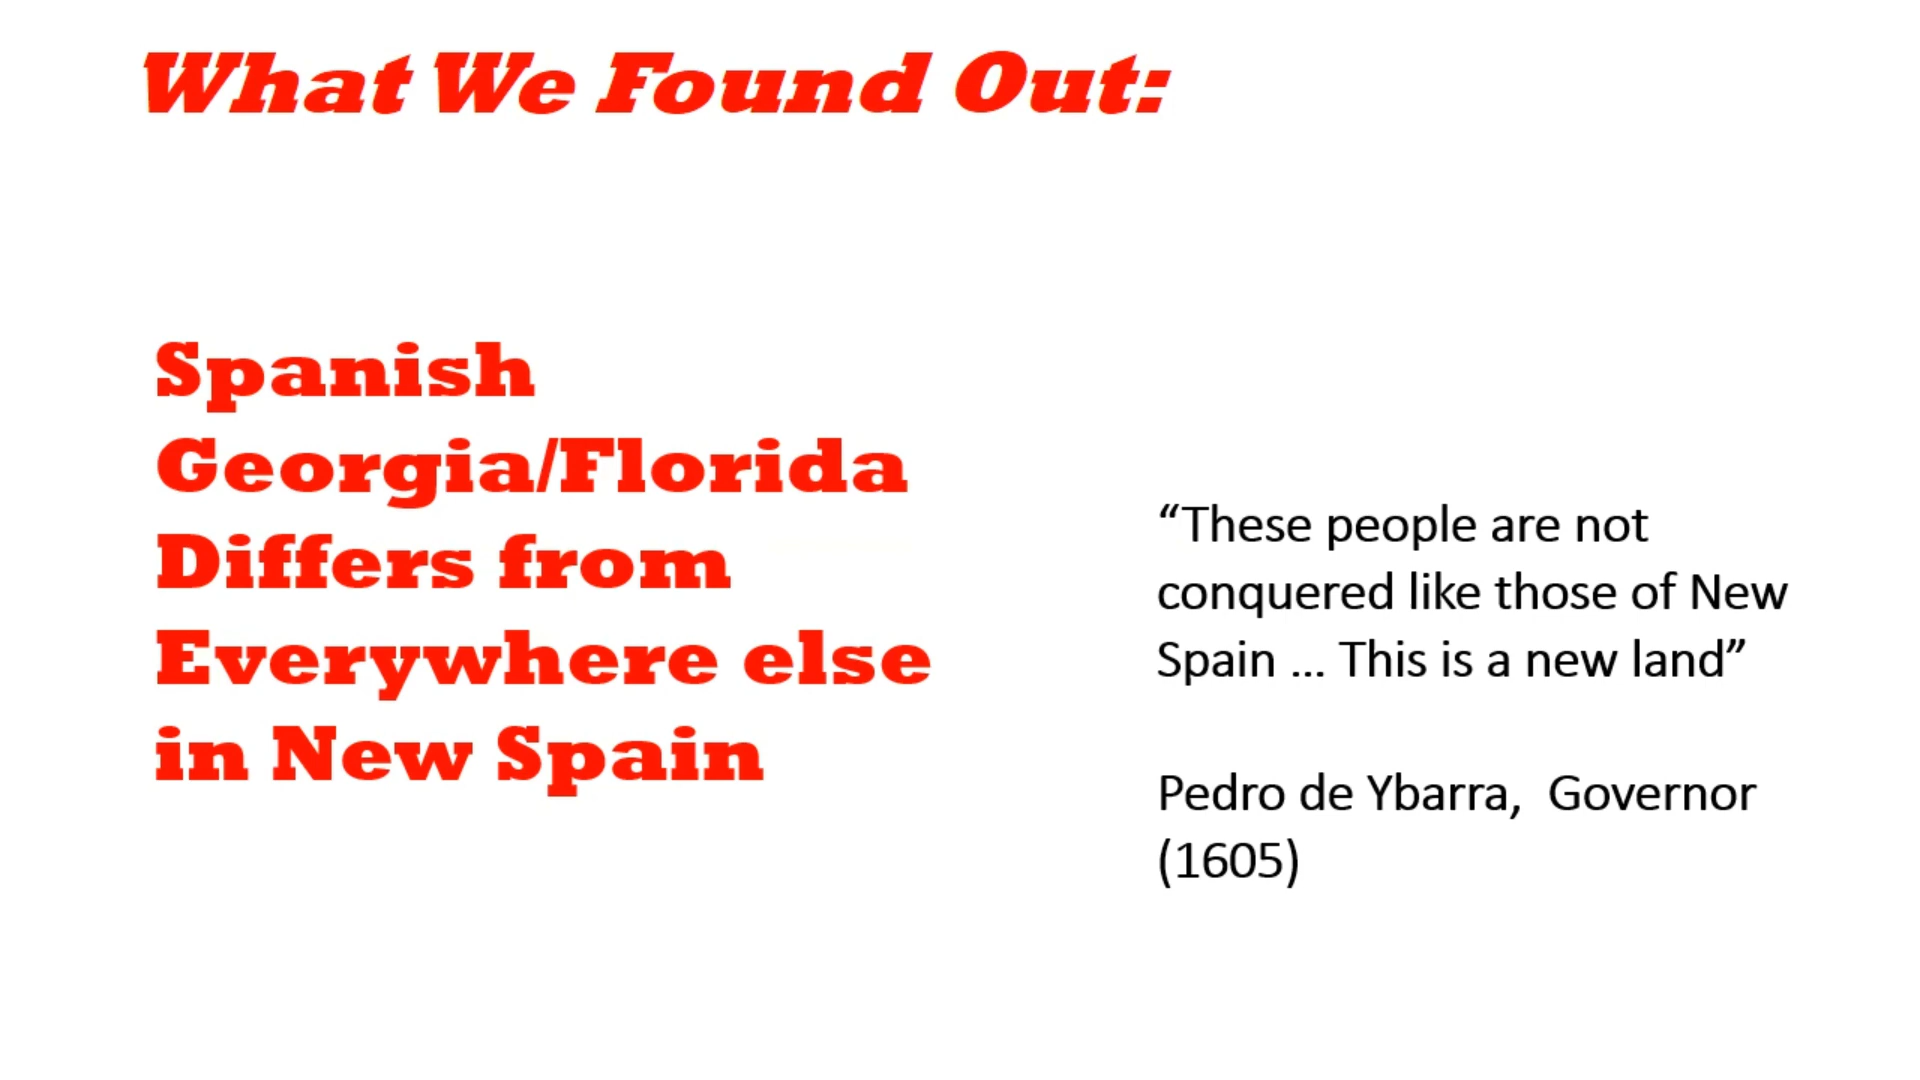 What We Found Out:
Spanish
Georgia/Florida
Differs from
Everywhere else
in New Spain
“These people are not
conquered like those of New
Spain … This is a new land”
Pedro de Ybarra,  Governor
(1605)